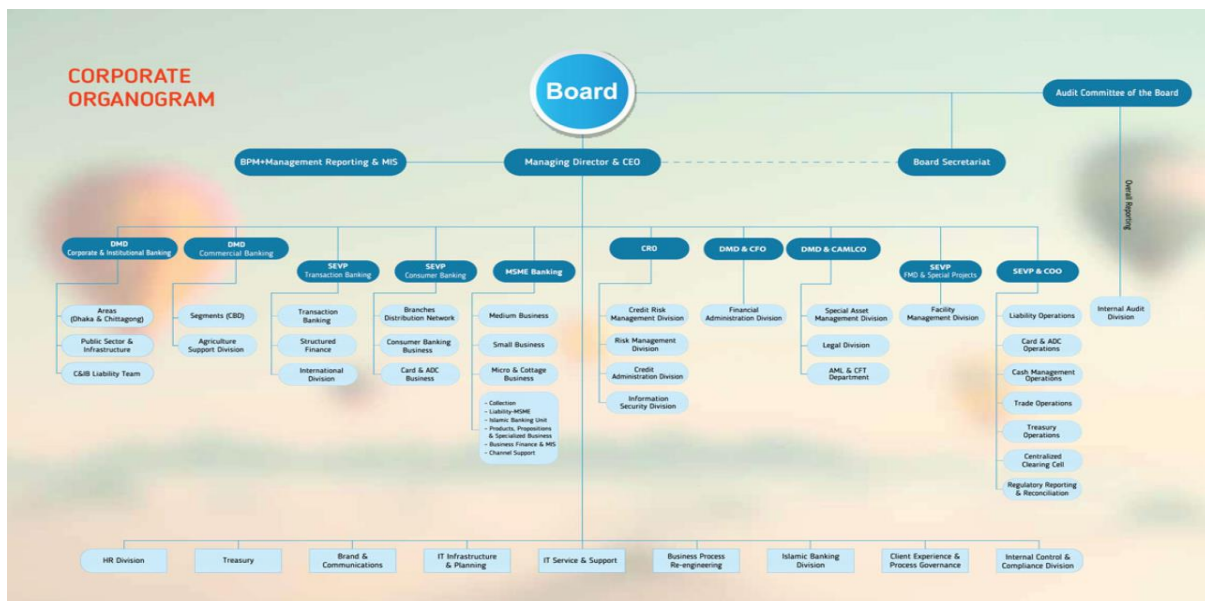 CORPORATE
ORGANOGRAM
Board
Audit Committee of the Board
BPM+Management Reporting & MIS
Managing Director & CEO
Board Secretariat
Overall Reporting
DMD
Corporate & Institutional Banking
DMD
Commercial Banking
SEVP
Transaction Banking
SEVP
Consumer Banking
MSME Banking
CRO
DMD & CFO
DMD & CAMLCO
SEVP
FMD & Special Projects
SEVP & COO
Areas
(Dhaka & Chittagong)
Public Sector &
Infrastructure
C&IB Liability Team
Segments (CBD)
Agriculture
Support Division
Transaction
Banking
Structured
Finance
International
Division
Branches
Distribution Network
Consumer Banking
Business
Card & ADC
Business
Medium Business
Small Business
Micro & Cottage
Business
- Collection
- Liability-MSME
- Islamic Banking Unit
- Products, Propositions
& Specialized Business
- Business Finance & MIS
- Channel Support
Credit Risk
Management Division
Risk Management
Division
Credit
Administration Division
Information
Security Division
Financial
Administration Division
Special Asset
Management Division
Legal Division
AML & CFT
Department
Facility
Management Division
Liability Operations
Card & ADC
Operations
Cash Management
Operations
Trade Operations
Treasury
Operations
Centralized
Clearing Cell
Regulatory Reporting
& Reconciliation
Internal Audit
Division
HR Division
Treasury
Brand &
Communications
IT Infrastructure
& Planning
IT Service & Support
Business Process
Re-engineering
Islamic Banking
Division
Client Experience &
Process Governance
Internal Control &
Compliance Division